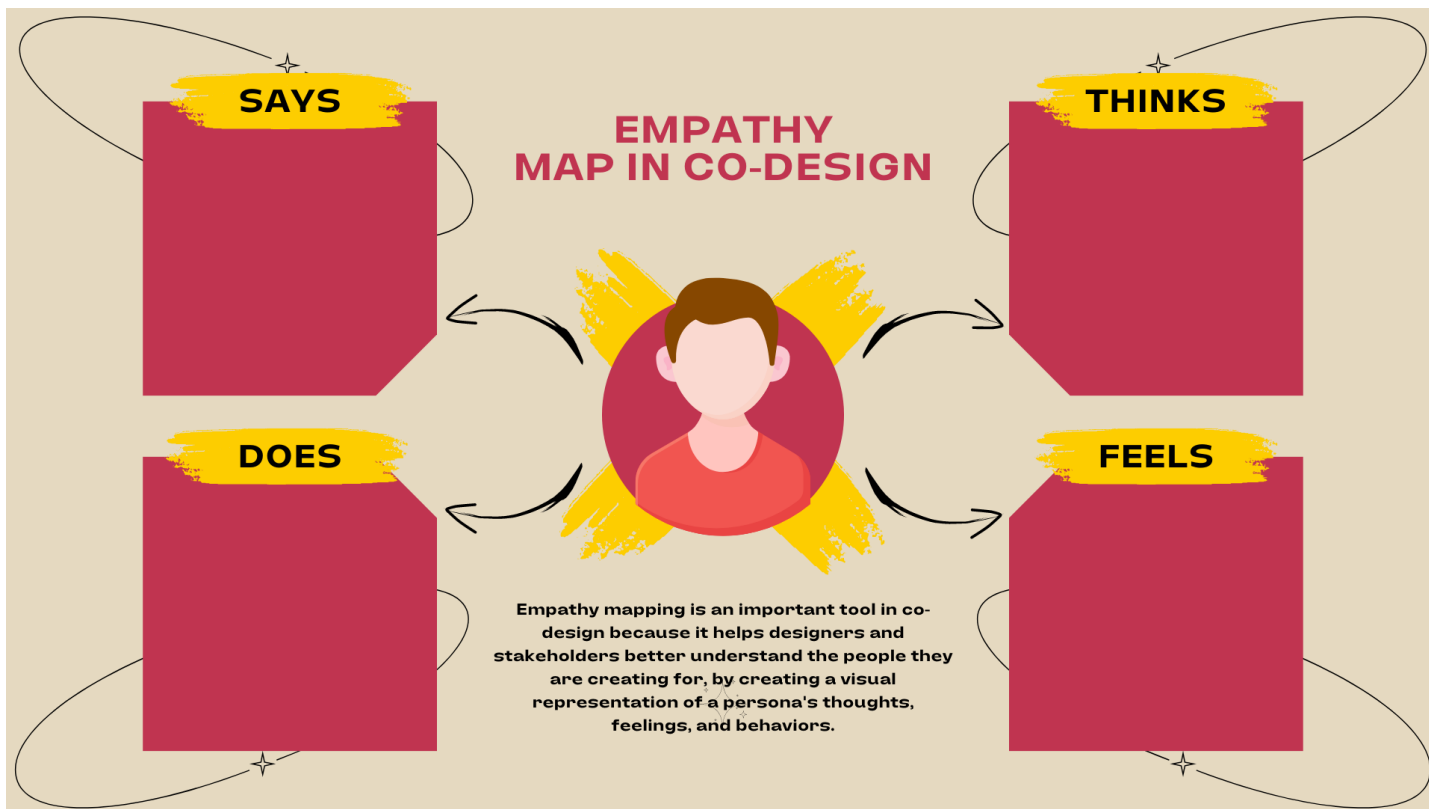 SAYS
THINKS
EMPATHY
MAP IN CO-DESIGN
DOES
FEELS
Empathy mapping is an important tool in co-
design because it helps designers and
stakeholders better understand the people they
are creating for, by creating a visual
representation of a persona's thoughts,
feelings, and behaviors.